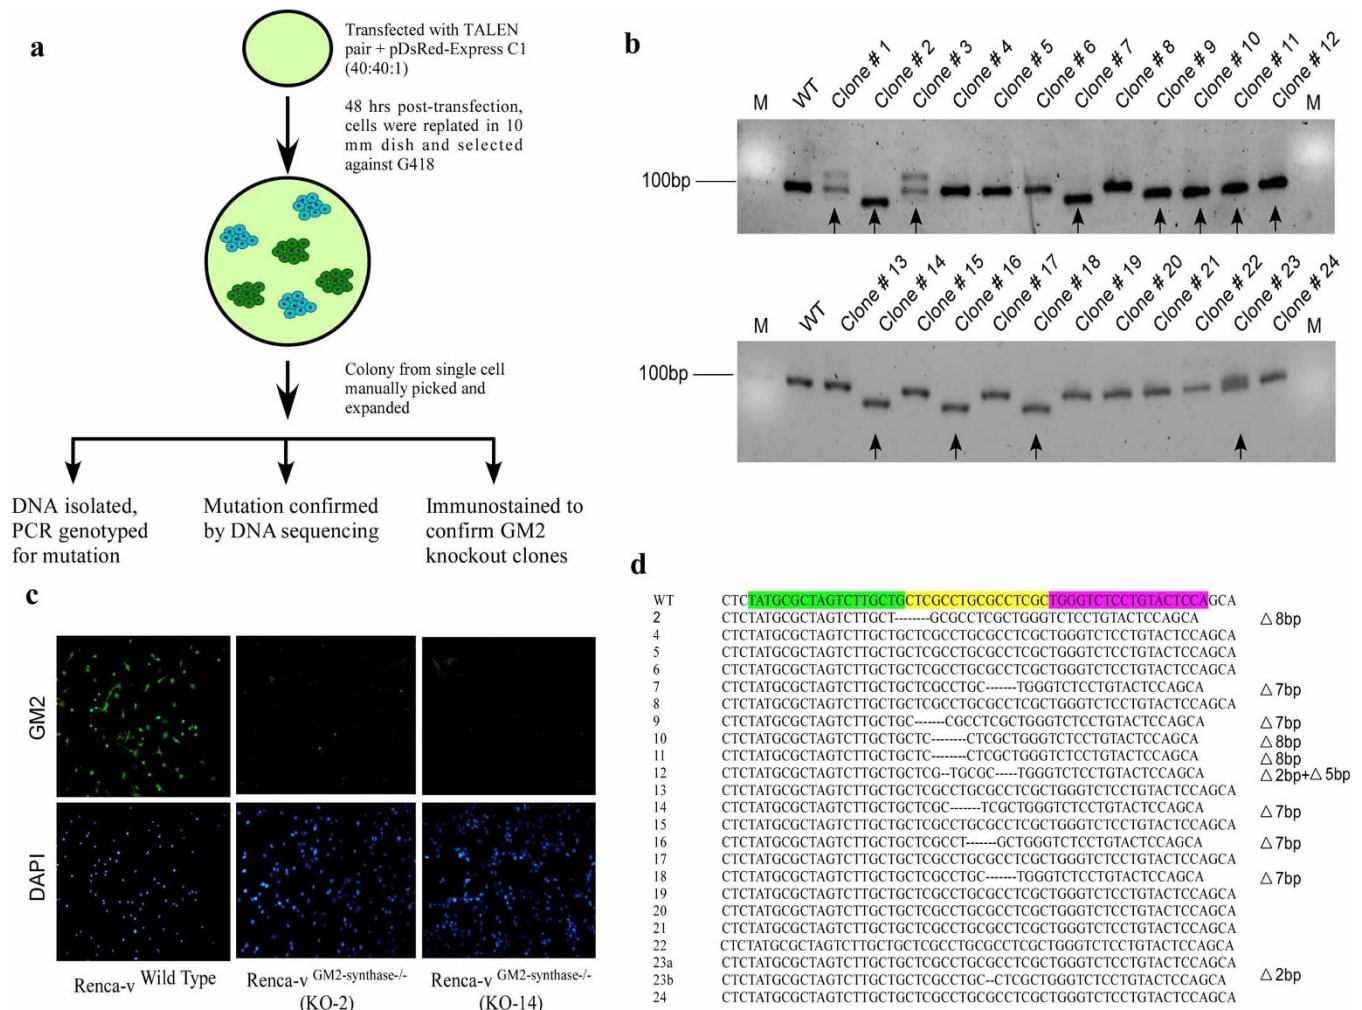 a
Transfected with TALEN
pair + pDsRed-Express C1
(40:40:1)
48 hrs post-transfection,
cells were replated in 10
mm dish and selected
against G418
Colony from single cell
manually picked and
expanded
DNA isolated,
PCR genotyped
for mutation
Mutation confirmed
by DNA sequencing
Immunostained to
confirm GM2
knockout clones
b
M WT Clone # 1 Clone # 2 Clone # 3 Clone # 4 Clone # 5 Clone # 6 Clone # 7 Clone # 8 Clone # 9 Clone # 10 Clone # 11 Clone # 12 M
100bp
M WT Clone # 13 Clone # 14 Clone # 15 Clone # 16 Clone # 17 Clone # 18 Clone # 19 Clone # 20 Clone # 21 Clone # 22 Clone # 23 Clone # 24 M
100bp
c
GM2
DAPI
Renca-v Wild Type
Renca-v GM2-synthase-/-
(KO-2)
Renca-v GM2-synthase-/-
(KO-14)
d
WT CTCTATGCGCTAGTCTTGCTGCTCGCCTGCGCCTCGCTGGGTCTCCTGTACTCCAGCA
2 CTCTATGCGCTAGTCTTGCT--------GCGCCTCGCTGGGTCTCCTGTACTCCAGCA △8bp
4 CTCTATGCGCTAGTCTTGCTGCTCGCCTGCGCCTCGCTGGGTCTCCTGTACTCCAGCA
5 CTCTATGCGCTAGTCTTGCTGCTCGCCTGCGCCTCGCTGGGTCTCCTGTACTCCAGCA
6 CTCTATGCGCTAGTCTTGCTGCTCGCCTGCGCCTCGCTGGGTCTCCTGTACTCCAGCA
7 CTCTATGCGCTAGTCTTGCTGCTCGCCTGC-------TGGGTCTCCTGTACTCCAGCA △7bp
8 CTCTATGCGCTAGTCTTGCTGCTCGCCTGCGCCTCGCTGGGTCTCCTGTACTCCAGCA
9 CTCTATGCGCTAGTCTTGCTGC-------CGCCTCGCTGGGTCTCCTGTACTCCAGCA △7bp
10 CTCTATGCGCTAGTCTTGCTGCTC--------CTCGCTGGGTCTCCTGTACTCCAGCA △8bp
11 CTCTATGCGCTAGTCTTGCTGCTC--------CTCGCTGGGTCTCCTGTACTCCAGCA △8bp
12 CTCTATGCGCTAGTCTTGCTGCTCG--TGCGC-----TGGGTCTCCTGTACTCCAGCA △2bp+△5bp
13 CTCTATGCGCTAGTCTTGCTGCTCGCCTGCGCCTCGCTGGGTCTCCTGTACTCCAGCA
14 CTCTATGCGCTAGTCTTGCTGCTCGC-------TCGCTGGGTCTCCTGTACTCCAGCA △7bp
15 CTCTATGCGCTAGTCTTGCTGCTCGCCTGCGCCTCGCTGGGTCTCCTGTACTCCAGCA
16 CTCTATGCGCTAGTCTTGCTGCTCGCCT-------GCTGGGTCTCCTGTACTCCAGCA △7bp
17 CTCTATGCGCTAGTCTTGCTGCTCGCCTGCGCCTCGCTGGGTCTCCTGTACTCCAGCA
18 CTCTATGCGCTAGTCTTGCTGCTCGCCTGC-------TGGGTCTCCTGTACTCCAGCA △7bp
19 CTCTATGCGCTAGTCTTGCTGCTCGCCTGCGCCTCGCTGGGTCTCCTGTACTCCAGCA
20 CTCTATGCGCTAGTCTTGCTGCTCGCCTGCGCCTCGCTGGGTCTCCTGTACTCCAGCA
21 CTCTATGCGCTAGTCTTGCTGCTCGCCTGCGCCTCGCTGGGTCTCCTGTACTCCAGCA
22 CTCTATGCGCTAGTCTTGCTGCTCGCCTGCGCCTCGCTGGGTCTCCTGTACTCCAGCA
23a CTCTATGCGCTAGTCTTGCTGCTCGCCTGCGCCTCGCTGGGTCTCCTGTACTCCAGCA
23b CTCTATGCGCTAGTCTTGCTGCTCGCCTGC--CTCGCTGGGTCTCCTGTACTCCAGCA △2bp
24 CTCTATGCGCTAGTCTTGCTGCTCGCCTGCGCCTCGCTGGGTCTCCTGTACTCCAGCA